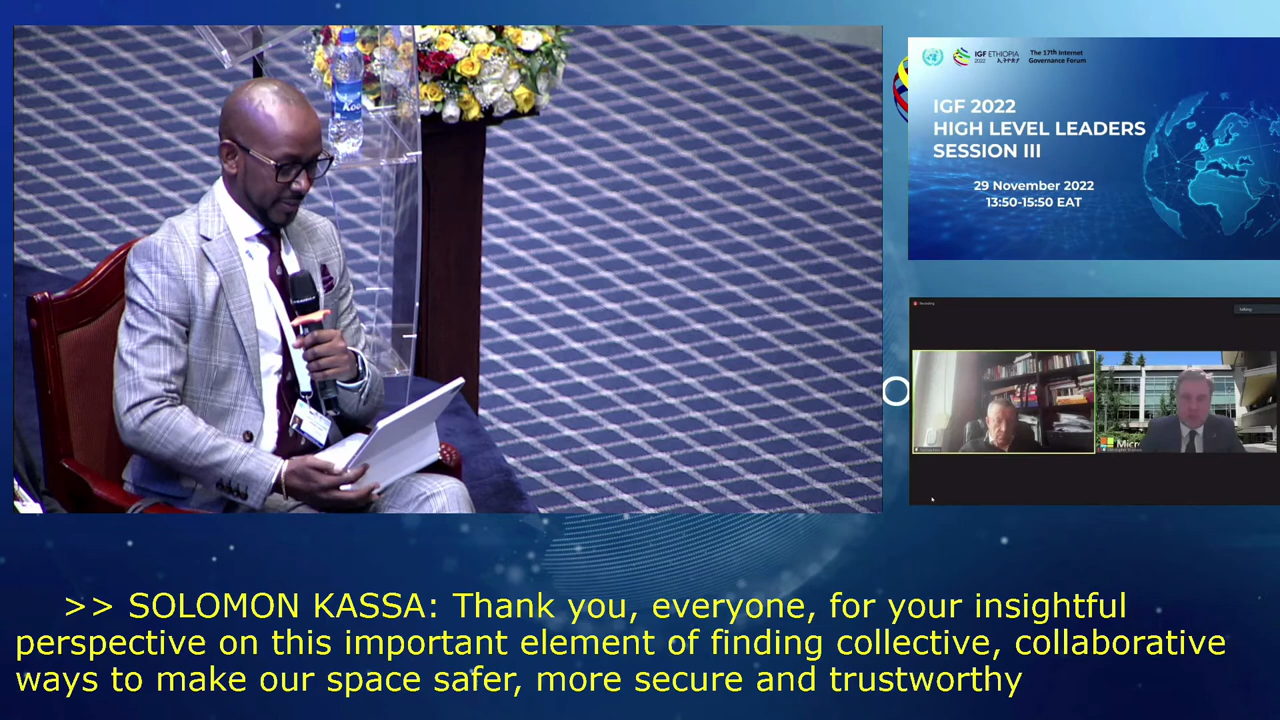 IGF ETHIOPIA
2022 ኢትዮጵያ
The 17th Internet
Governance Forum
IGF 2022
HIGH LEVEL LEADERS
SESSION III
29 November 2022
13:50-15:50 EAT
>> SOLOMON KASSA: Thank you, everyone, for your insightful
perspective on this important element of finding collective, collaborative
ways to make our space safer, more secure and trustworthy